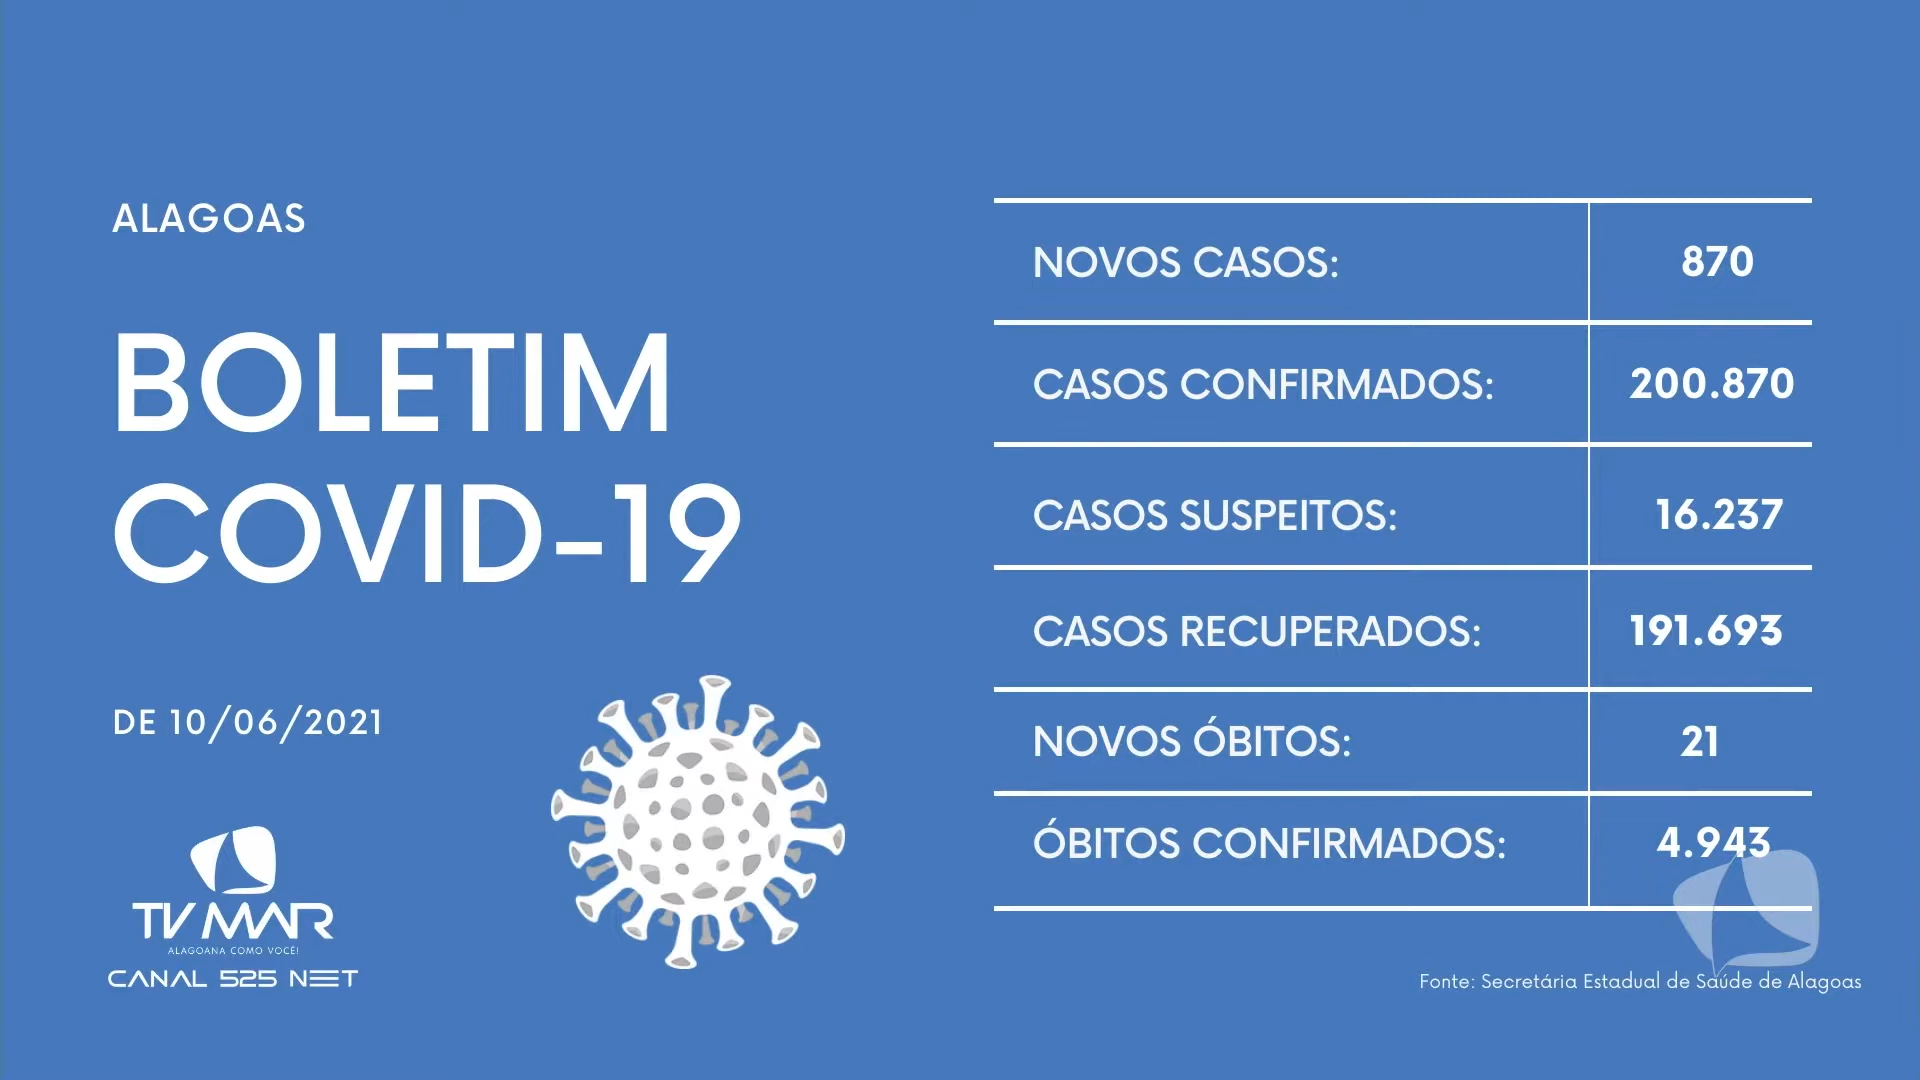 ALAGOAS
BOLETIM
COVID-19
DE 10/06/2021
TV MAR
ALAGOANA COMO VOCÊ!
CANAL 525 NET
NOVOS CASOS: 870
CASOS CONFIRMADOS: 200.870
CASOS SUSPEITOS: 16.237
CASOS RECUPERADOS: 191.693
NOVOS ÓBITOS: 21
ÓBITOS CONFIRMADOS: 4.943
Fonte: Secretária Estadual de Saúde de Alagoas